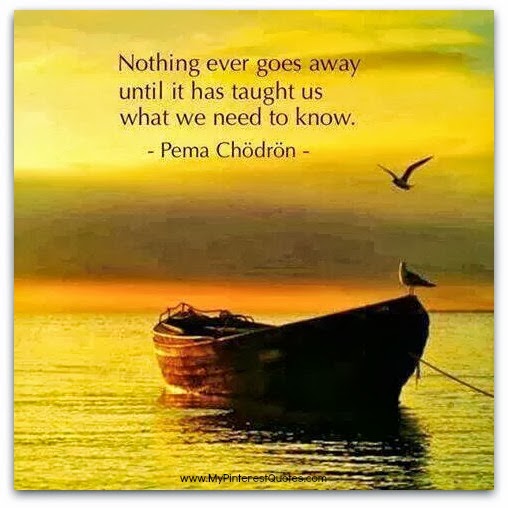 Nothing ever goes away
until it has taught us
what we need to know.
- Pema Chödrön -
www.MyPinterestQuotes.com